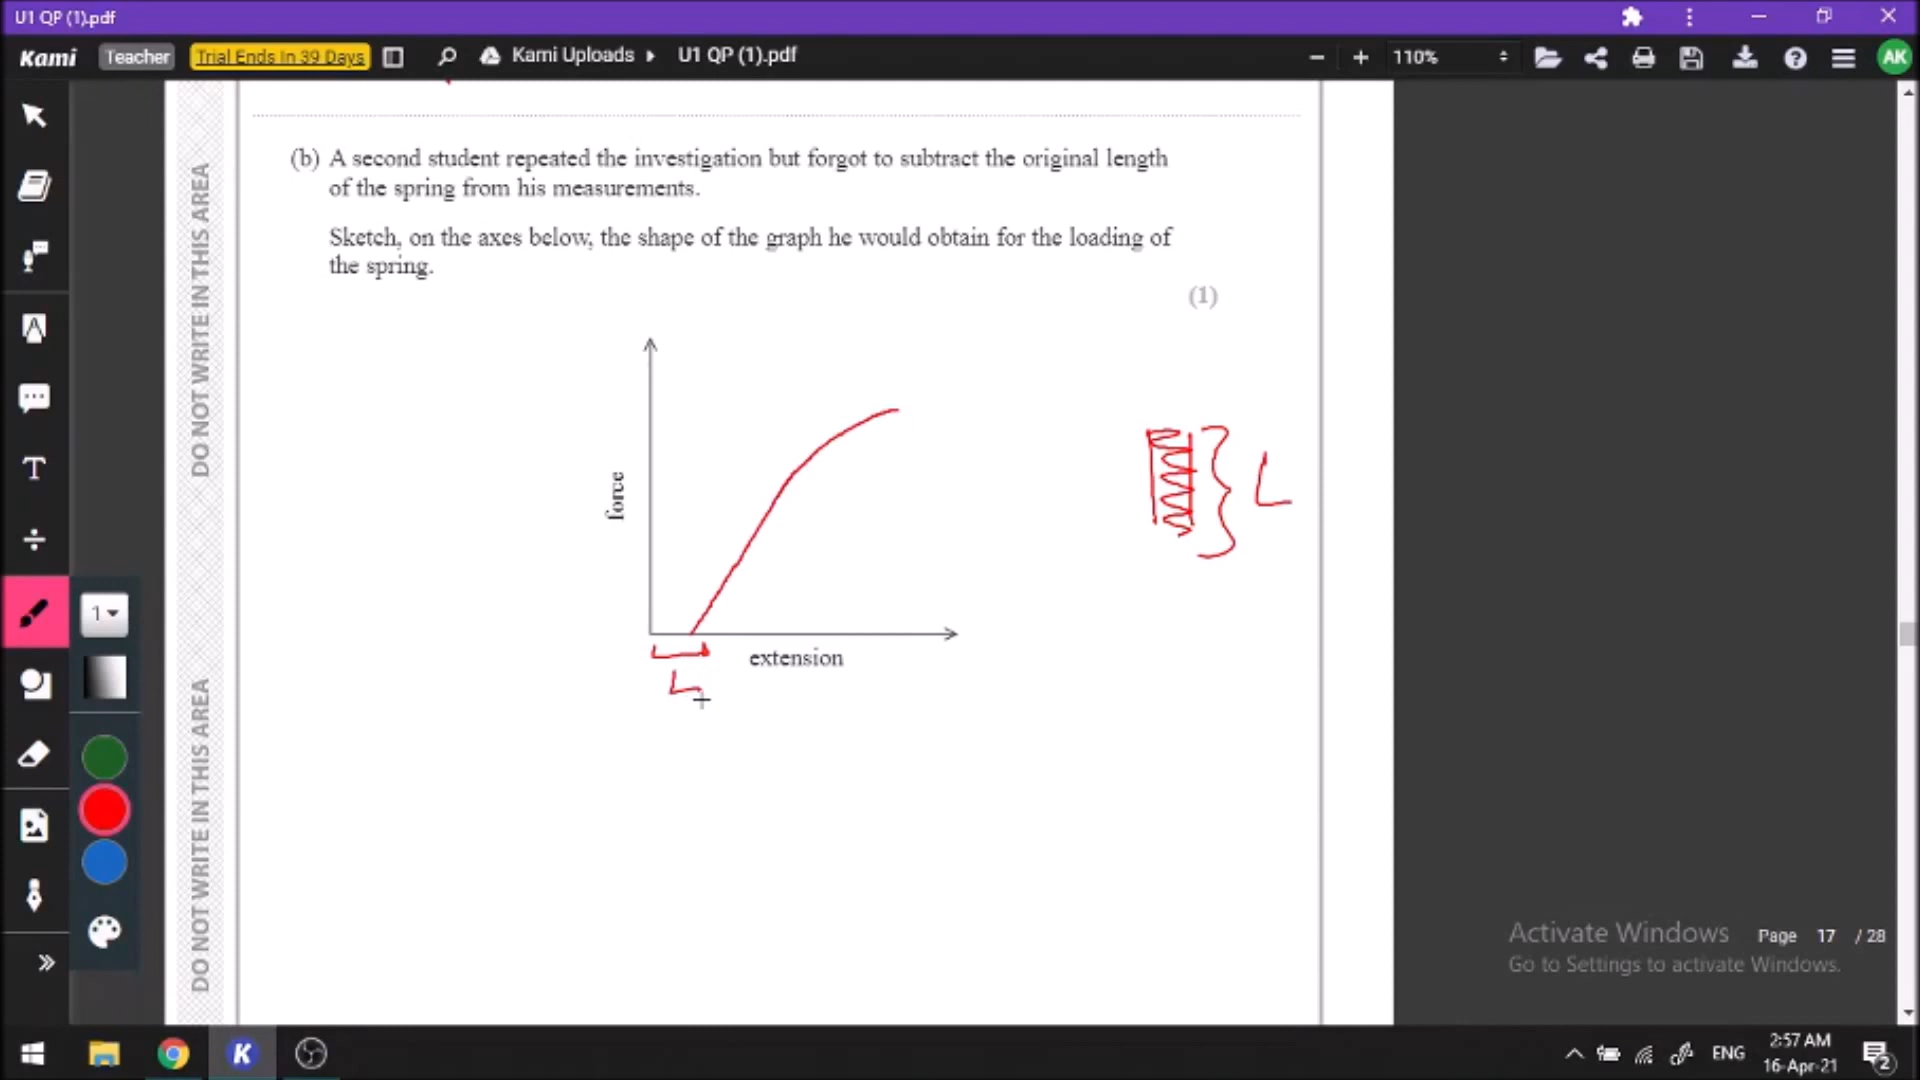 U1 QP (1).pdf
Kami Teacher Trial Ends In 39 Days Kami Uploads U1 QP (1).pdf 110% AK
DO NOT WRITE IN THIS AREA
(b) A second student repeated the investigation but forgot to subtract the original length
of the spring from his measurements.
Sketch, on the axes below, the shape of the graph he would obtain for the loading of
the spring.
(1)
force
L
extension
L
1
T
DO NOT WRITE IN THIS AREA
Activate Windows
Go to Settings to activate Windows.
Page 17 / 28
K
ENG
2:57 AM
16-Apr-21
2